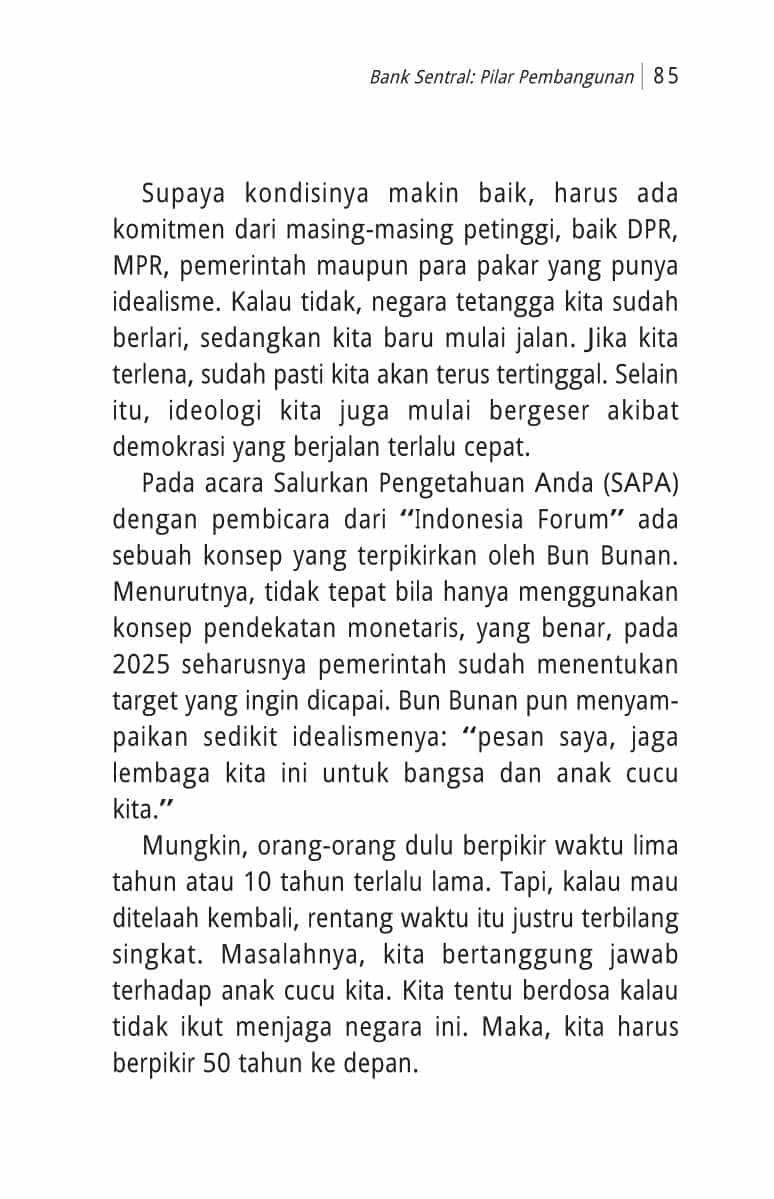 Bank Sentral: Pilar Pembangunan | 85
Supaya kondisinya makin baik, harus ada
komitmen dari masing-masing petinggi, baik DPR,
MPR, pemerintah maupun para pakar yang punya
idealisme. Kalau tidak, negara tetangga kita sudah
berlari, sedangkan kita baru mulai jalan. Jika kita
terlena, sudah pasti kita akan terus tertinggal. Selain
itu, ideologi kita juga mulai bergeser akibat
demokrasi yang berjalan terlalu cepat.
Pada acara Salurkan Pengetahuan Anda (SAPA)
dengan pembicara dari “Indonesia Forum” ada
sebuah konsep yang terpikirkan oleh Bun Bunan.
Menurutnya, tidak tepat bila hanya menggunakan
konsep pendekatan monetaris, yang benar, pada
2025 seharusnya pemerintah sudah menentukan
target yang ingin dicapai. Bun Bunan pun menyam-
paikan sedikit idealismenya: “pesan saya, jaga
lembaga kita ini untuk bangsa dan anak cucu
kita.”
Mungkin, orang-orang dulu berpikir waktu lima
tahun atau 10 tahun terlalu lama. Tapi, kalau mau
ditelaah kembali, rentang waktu itu justru terbilang
singkat. Masalahnya, kita bertanggung jawab
terhadap anak cucu kita. Kita tentu berdosa kalau
tidak ikut menjaga negara ini. Maka, kita harus
berpikir 50 tahun ke depan.